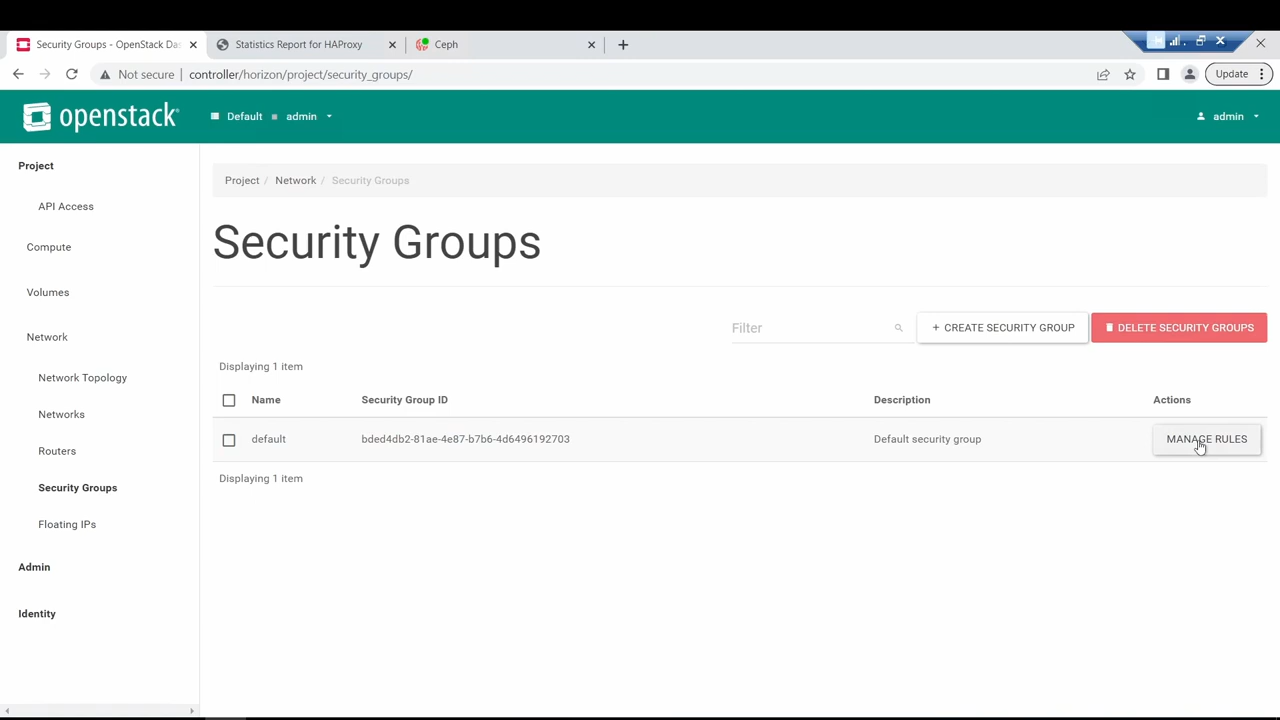 Security Groups - OpenStack Da
Statistics Report for HAProxy
Ceph
Not secure
controller/horizon/project/security_groups/
Update
openstack
Default
admin
admin
Project
API Access
Compute
Volumes
Network
Network Topology
Networks
Routers
Security Groups
Floating IPs
Admin
Identity
Project / Network / Security Groups
Security Groups
Filter
+ CREATE SECURITY GROUP
DELETE SECURITY GROUPS
Displaying 1 item
Name Security Group ID Description Actions
default bded4db2-81ae-4e87-b7b6-4d6496192703 Default security group MANAGE RULES
Displaying 1 item